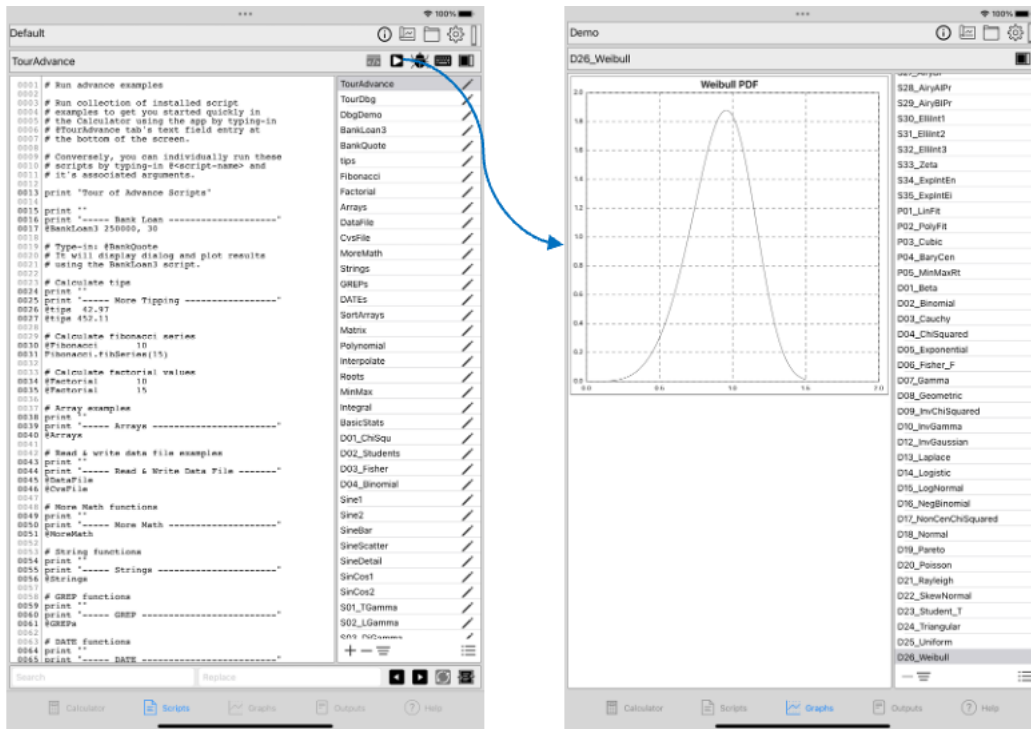 100%
Default
TourAdvance
0001 # Run advance examples
0002
0003 # Run collection of installed script
0004 # examples to get you started quickly in
0005 # the Calculator using the app by typing-in
0006 # @TourAdvance tab's text field entry at
0007 # the bottom of the screen.
0008
0009 # Conversely, you can individually run these
0010 # scripts by typing-in @<script-name> and
0011 # it's associated arguments.
0012
0013 print "Tour of Advance Scripts"
0014
0015 print ""
0016 print "----- Bank Loan --------------------"
0017 @BankLoan3 250000, 30
0018
0019 # Type-in: @BankQuote
0020 # It will display dialog and plot results
0021 # using the BankLoan3 script.
0022
0023 # Calculate tips
0024 print ""
0025 print "----- More Tipping -----------------"
0026 @tips 42.97
0027 @tips 452.11
0028
0029 # Calculate fibonacci series
0030 @Fibonacci 10
0031 Fibonacci.fibSeries(15)
0032
0033 # Calculate factorial values
0034 @Factorial 10
0035 @Factorial 15
0036
0037 # Array examples
0038 print ""
0039 print "----- Arrays -----------------------"
0040 @Arrays
0041
0042 # Read & write data file examples
0043 print ""
0044 print "----- Read & Write Data File -------"
0045 @DataFile
0046 @CvsFile
0047
0048 # More Math functions
0049 print ""
0050 print "----- More Math --------------------"
0051 @MoreMath
0052
0053 # String functions
0054 print ""
0055 print "----- Strings ----------------------"
0056 @Strings
0057
0058 # GREP functions
0059 print ""
0060 print "----- GREP -------------------------"
0061 @GREPs
0062
0063 # DATE functions
0064 print ""
0065 print "----- DATE -------------------------"
TourAdvance
TourDbg
DbgDemo
BankLoan3
BankQuote
tips
Fibonacci
Factorial
Arrays
DataFile
CvsFile
MoreMath
Strings
GREPs
DATEs
SortArrays
Matrix
Polynomial
Interpolate
Roots
MinMax
Integral
BasicStats
D01_ChiSqu
D02_Students
D03_Fisher
D04_Binomial
Sine1
Sine2
SineBar
SineScatter
SineDetail
SinCos1
SinCos2
S01_TGamma
S02_LGamma
S03_DiGamma
Search
Replace
Calculator
Scripts
Graphs
Outputs
Help
100%
Demo
D26_Weibull
Weibull PDF
2.0
1.8
1.6
1.4
1.2
1.0
0.8
0.6
0.4
0.2
0.0
0.0 0.5 1.0 1.5 2.0
S28_AiryAIPr
S29_AiryBIPr
S30_EllInt1
S31_EllInt2
S32_EllInt3
S33_Zeta
S34_ExpIntEn
S35_ExpIntEi
P01_LinFit
P02_PolyFit
P03_Cubic
P04_BaryCen
P05_MinMaxRt
D01_Beta
D02_Binomial
D03_Cauchy
D04_ChiSquared
D05_Exponential
D06_Fisher_F
D07_Gamma
D08_Geometric
D09_InvChiSquared
D10_InvGamma
D12_InvGaussian
D13_Laplace
D14_Logistic
D15_LogNormal
D16_NegBinomial
D17_NonCenChiSquared
D18_Normal
D19_Pareto
D20_Poisson
D21_Rayleigh
D22_SkewNormal
D23_Student_T
D24_Triangular
D25_Uniform
D26_Weibull
Calculator
Scripts
Graphs
Outputs
Help